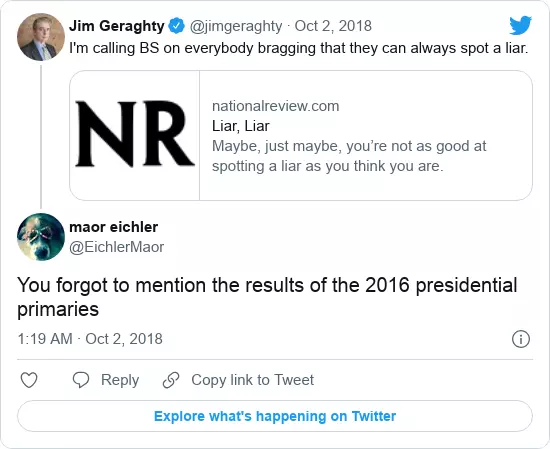 Jim Geraghty @jimgeraghty · Oct 2, 2018
I'm calling BS on everybody bragging that they can always spot a liar.
NR
nationalreview.com
Liar, Liar
Maybe, just maybe, you’re not as good at
spotting a liar as you think you are.
maor eichler
@EichlerMaor
You forgot to mention the results of the 2016 presidential
primaries
1:19 AM · Oct 2, 2018
Reply
Copy link to Tweet
Explore what's happening on Twitter